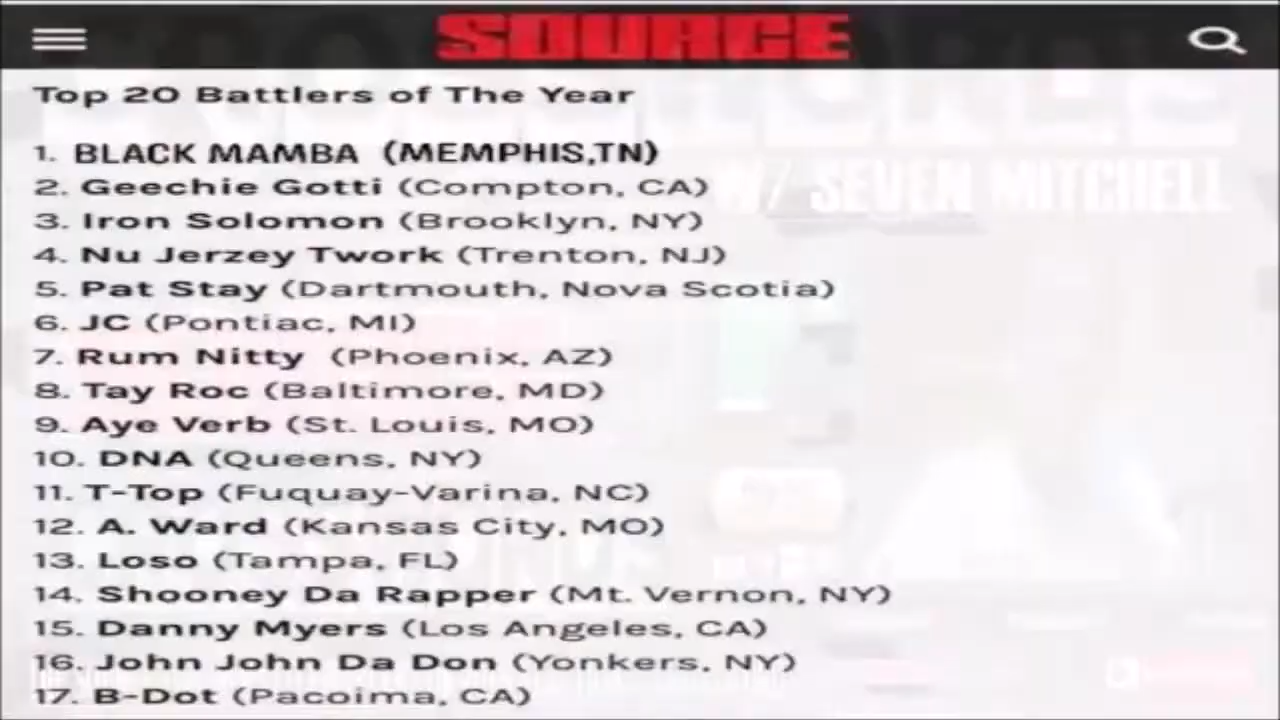 SOURCE
Top 20 Battlers of The Year
1. BLACK MAMBA (MEMPHIS,TN)
2. Geechie Gotti (Compton, CA)
W/ SEVEN MITCHELL
3. Iron Solomon (Brooklyn, NY)
4. Nu Jerzey Twork (Trenton, NJ)
5. Pat Stay (Dartmouth, Nova Scotia)
6. JC (Pontiac, MI)
7. Rum Nitty (Phoenix, AZ)
8. Tay Roc (Baltimore, MD)
9. Aye Verb (St. Louis, MO)
10. DNA (Queens, NY)
11. T-Top (Fuquay-Varina, NC)
12. A. Ward (Kansas City, MO)
13. Loso (Tampa, FL)
14. Shooney Da Rapper (Mt. Vernon, NY)
15. Danny Myers (Los Angeles, CA)
16. John John Da Don (Yonkers, NY)
17. B-Dot (Pacoima, CA)